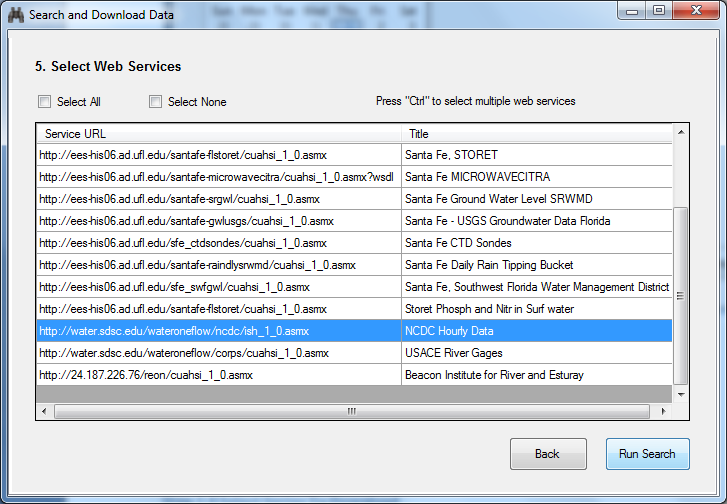 Search and Download Data
Sun Mon Tue Wed Thu Fri Sat
5. Select Web Services
Select All Select None Press "Ctrl" to select multiple web services
Service URL Title
http://ees-his06.ad.ufl.edu/santafe-flstoret/cuahsi_1_0.asmx Santa Fe, STORET
http://ees-his06.ad.ufl.edu/santafe-microwavecitra/cuahsi_1_0.asmx?wsdl Santa Fe MICROWAVECITRA
http://ees-his06.ad.ufl.edu/santafe-srgwl/cuahsi_1_0.asmx Santa Fe Ground Water Level SRWMD
http://ees-his06.ad.ufl.edu/santafe-gwlusgs/cuahsi_1_0.asmx Santa Fe - USGS Groundwater Data Florida
http://ees-his06.ad.ufl.edu/sfe_ctdsondes/cuahsi_1_0.asmx Santa Fe CTD Sondes
http://ees-his06.ad.ufl.edu/santafe-raindlysrwmd/cuahsi_1_0.asmx Santa Fe Daily Rain Tipping Bucket
http://ees-his06.ad.ufl.edu/sfe_swfgwl/cuahsi_1_0.asmx Santa Fe, Southwest Florida Water Management District
http://ees-his06.ad.ufl.edu/santafe-flstoret/cuahsi_1_0.asmx Storet Phosph and Nitr in Surf water
http://water.sdsc.edu/wateroneflow/ncdc/ish_1_0.asmx NCDC Hourly Data
http://water.sdsc.edu/wateroneflow/corps/cuahsi_1_0.asmx USACE River Gages
http://24.187.226.76/reon/cuahsi_1_0.asmx Beacon Institute for River and Esturay
Back Run Search